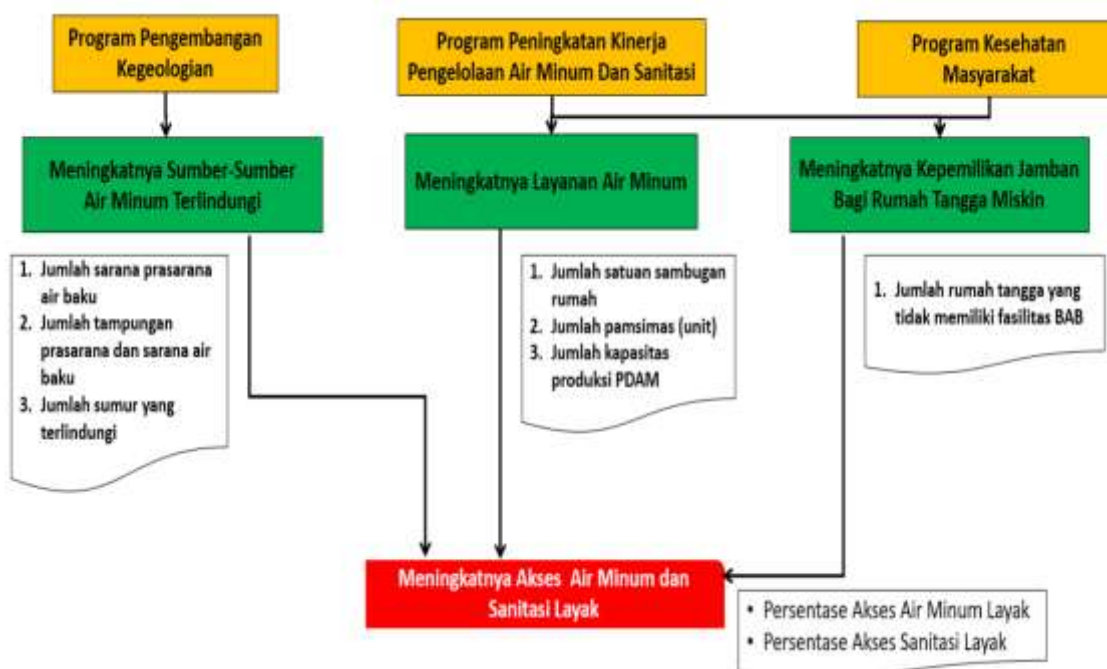 Program Pengembangan
Kegeologian
Program Peningkatan Kinerja
Pengelolaan Air Minum Dan Sanitasi
Program Kesehatan
Masyarakat
Meningkatnya Sumber-Sumber
Air Minum Terlindungi
Meningkatnya Layanan Air Minum
Meningkatnya Kepemilikan Jamban
Bagi Rumah Tangga Miskin
1. Jumlah sarana prasarana
air baku
2. Jumlah tampungan
prasarana dan sarana air
baku
3. Jumlah sumur yang
terlindungi
1. Jumlah satuan sambugan
rumah
2. Jumlah pamsimas (unit)
3. Jumlah kapasitas
produksi PDAM
1. Jumlah rumah tangga yang
tidak memiliki fasilitas BAB
Meningkatnya Akses Air Minum dan
Sanitasi Layak
• Persentase Akses Air Minum Layak
• Persentase Akses Sanitasi Layak